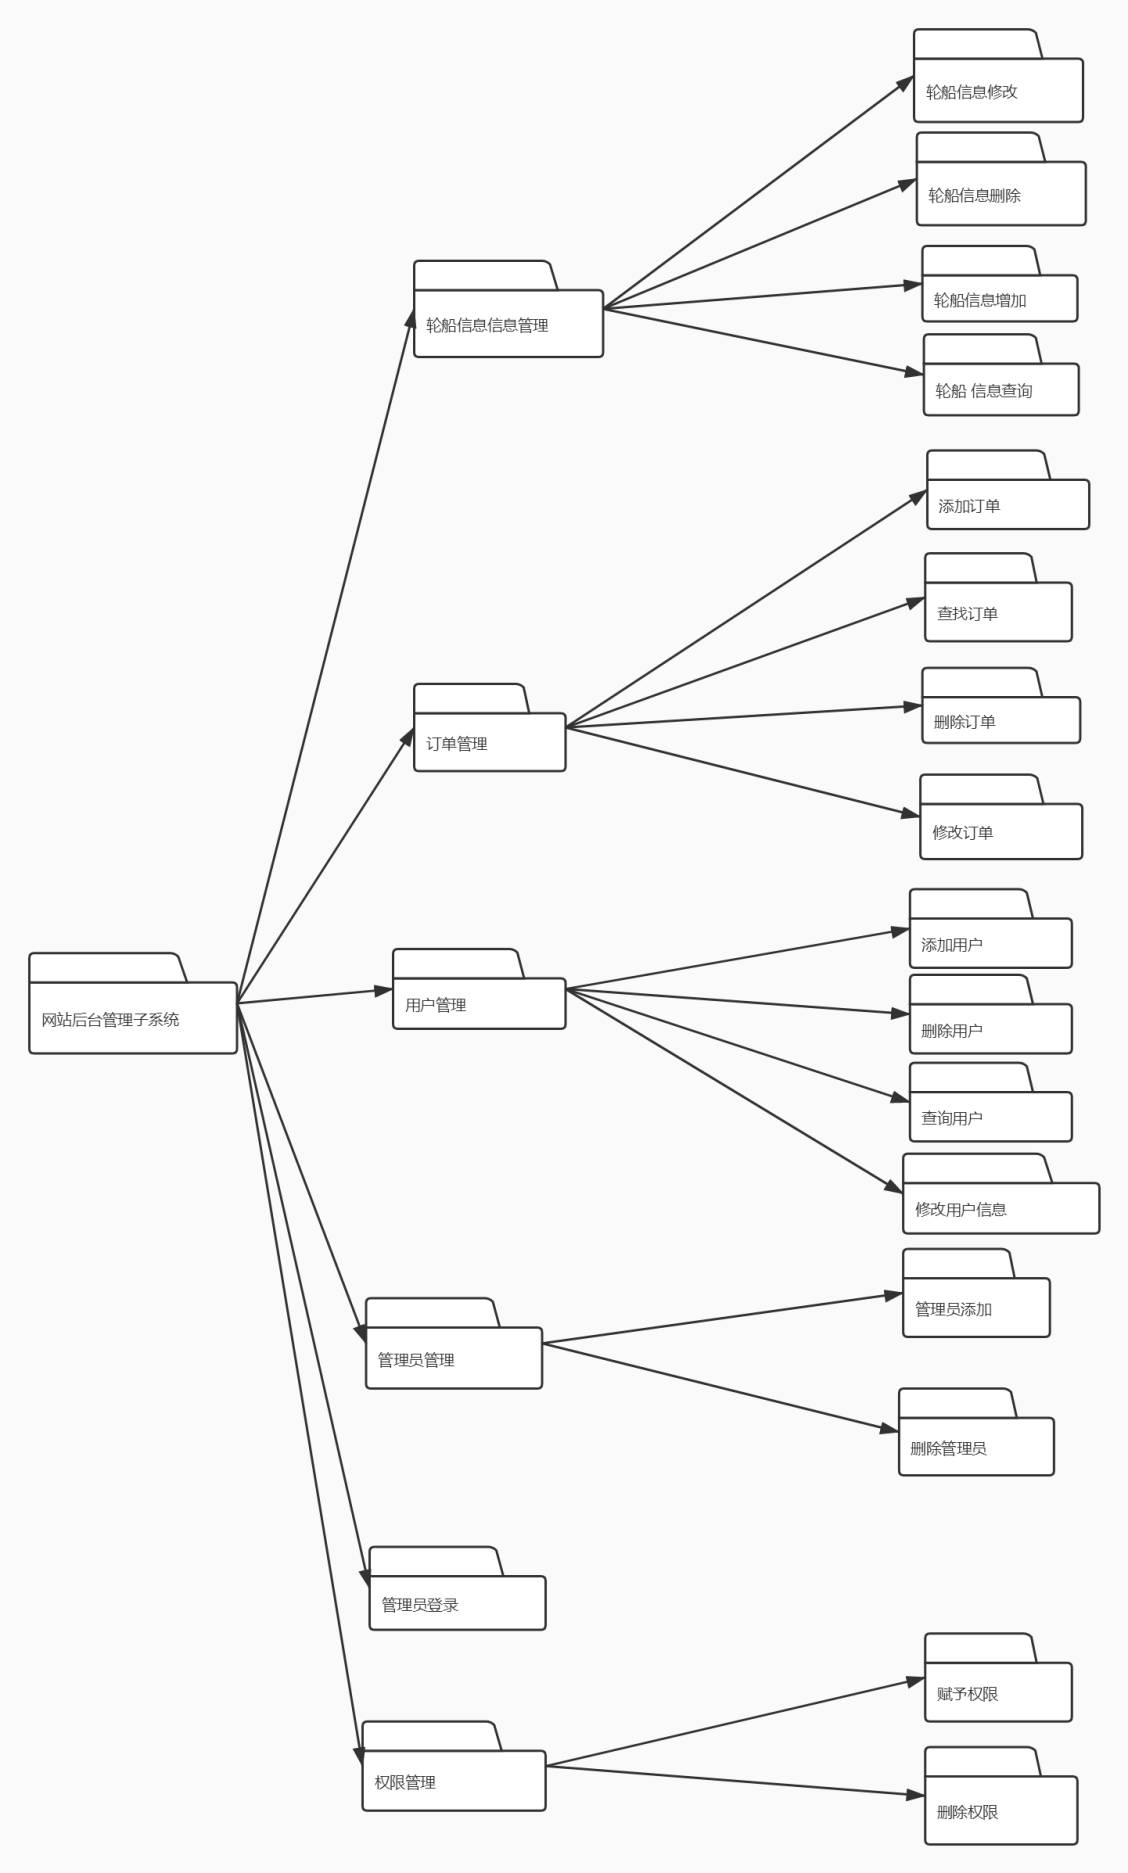 轮船信息修改
轮船信息删除
轮船信息增加
轮船信息信息管理
轮船 信息查询
添加订单
查找订单
删除订单
订单管理
修改订单
添加用户
用户管理
网站后台管理子系统
删除用户
查询用户
修改用户信息
管理员添加
管理员管理
删除管理员
管理员登录
赋予权限
权限管理
删除权限